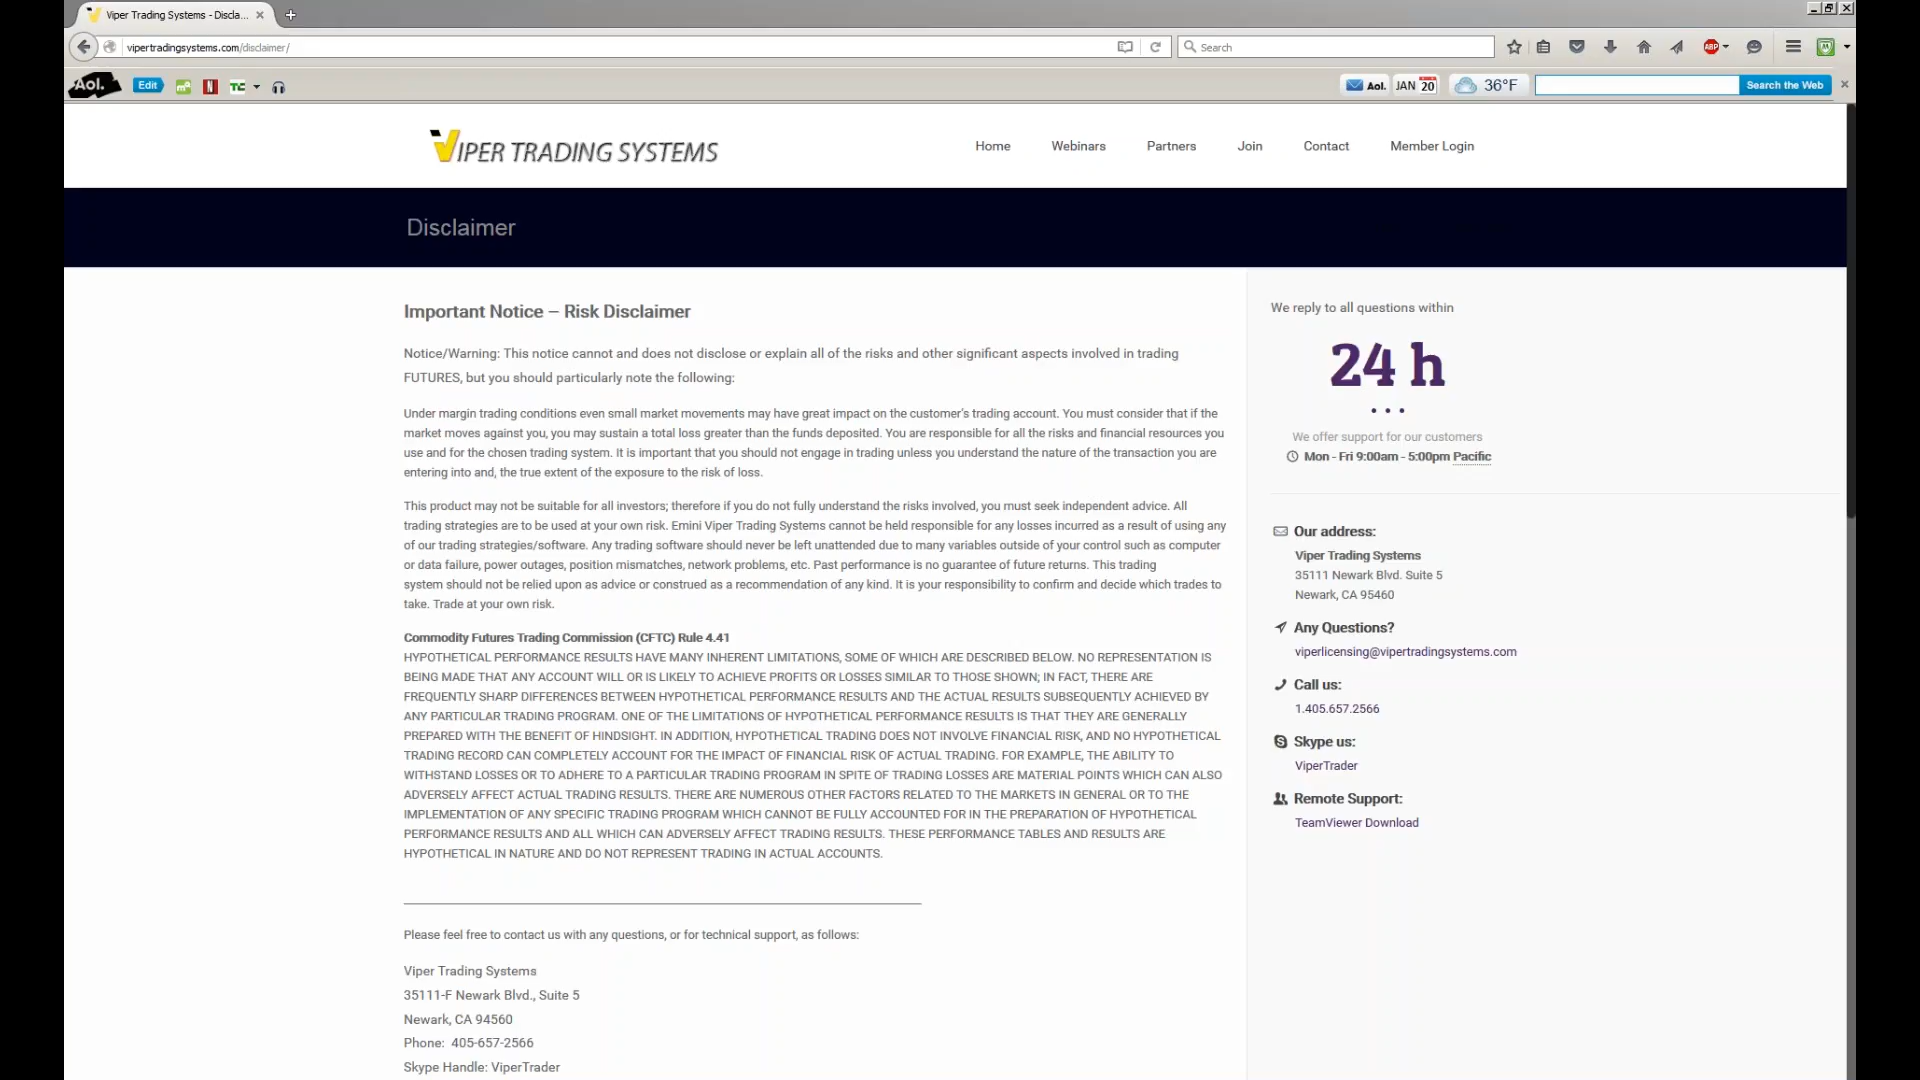 Viper Trading Systems - Discla...
vipertradingsystems.com/disclaimer/
Search
ABP
Aol.
Edit
N
TC
Aol.
JAN 20
36°F
Search the Web
VIPER TRADING SYSTEMS
Home
Webinars
Partners
Join
Contact
Member Login
Disclaimer
Important Notice – Risk Disclaimer
Notice/Warning: This notice cannot and does not disclose or explain all of the risks and other significant aspects involved in trading
FUTURES, but you should particularly note the following:
Under margin trading conditions even small market movements may have great impact on the customer's trading account. You must consider that if the
market moves against you, you may sustain a total loss greater than the funds deposited. You are responsible for all the risks and financial resources you
use and for the chosen trading system. It is important that you should not engage in trading unless you understand the nature of the transaction you are
entering into and, the true extent of the exposure to the risk of loss.
This product may not be suitable for all investors; therefore if you do not fully understand the risks involved, you must seek independent advice. All
trading strategies are to be used at your own risk. Emini Viper Trading Systems cannot be held responsible for any losses incurred as a result of using any
of our trading strategies/software. Any trading software should never be left unattended due to many variables outside of your control such as computer
or data failure, power outages, position mismatches, network problems, etc. Past performance is no guarantee of future returns. This trading
system should not be relied upon as advice or construed as a recommendation of any kind. It is your responsibility to confirm and decide which trades to
take. Trade at your own risk.
Commodity Futures Trading Commission (CFTC) Rule 4.41
HYPOTHETICAL PERFORMANCE RESULTS HAVE MANY INHERENT LIMITATIONS, SOME OF WHICH ARE DESCRIBED BELOW. NO REPRESENTATION IS
BEING MADE THAT ANY ACCOUNT WILL OR IS LIKELY TO ACHIEVE PROFITS OR LOSSES SIMILAR TO THOSE SHOWN; IN FACT, THERE ARE
FREQUENTLY SHARP DIFFERENCES BETWEEN HYPOTHETICAL PERFORMANCE RESULTS AND THE ACTUAL RESULTS SUBSEQUENTLY ACHIEVED BY
ANY PARTICULAR TRADING PROGRAM. ONE OF THE LIMITATIONS OF HYPOTHETICAL PERFORMANCE RESULTS IS THAT THEY ARE GENERALLY
PREPARED WITH THE BENEFIT OF HINDSIGHT. IN ADDITION, HYPOTHETICAL TRADING DOES NOT INVOLVE FINANCIAL RISK, AND NO HYPOTHETICAL
TRADING RECORD CAN COMPLETELY ACCOUNT FOR THE IMPACT OF FINANCIAL RISK OF ACTUAL TRADING. FOR EXAMPLE, THE ABILITY TO
WITHSTAND LOSSES OR TO ADHERE TO A PARTICULAR TRADING PROGRAM IN SPITE OF TRADING LOSSES ARE MATERIAL POINTS WHICH CAN ALSO
ADVERSELY AFFECT ACTUAL TRADING RESULTS. THERE ARE NUMEROUS OTHER FACTORS RELATED TO THE MARKETS IN GENERAL OR TO THE
IMPLEMENTATION OF ANY SPECIFIC TRADING PROGRAM WHICH CANNOT BE FULLY ACCOUNTED FOR IN THE PREPARATION OF HYPOTHETICAL
PERFORMANCE RESULTS AND ALL WHICH CAN ADVERSELY AFFECT TRADING RESULTS. THESE PERFORMANCE TABLES AND RESULTS ARE
HYPOTHETICAL IN NATURE AND DO NOT REPRESENT TRADING IN ACTUAL ACCOUNTS.
Please feel free to contact us with any questions, or for technical support, as follows:
Viper Trading Systems
35111-F Newark Blvd., Suite 5
Newark, CA 94560
Phone: 405-657-2566
Skype Handle: ViperTrader
We reply to all questions within
24 h
We offer support for our customers
Mon - Fri 9:00am - 5:00pm Pacific
Our address:
Viper Trading Systems
35111 Newark Blvd. Suite 5
Newark, CA 95460
Any Questions?
viperlicensing@vipertradingsystems.com
Call us:
1.405.657.2566
Skype us:
ViperTrader
Remote Support:
TeamViewer Download